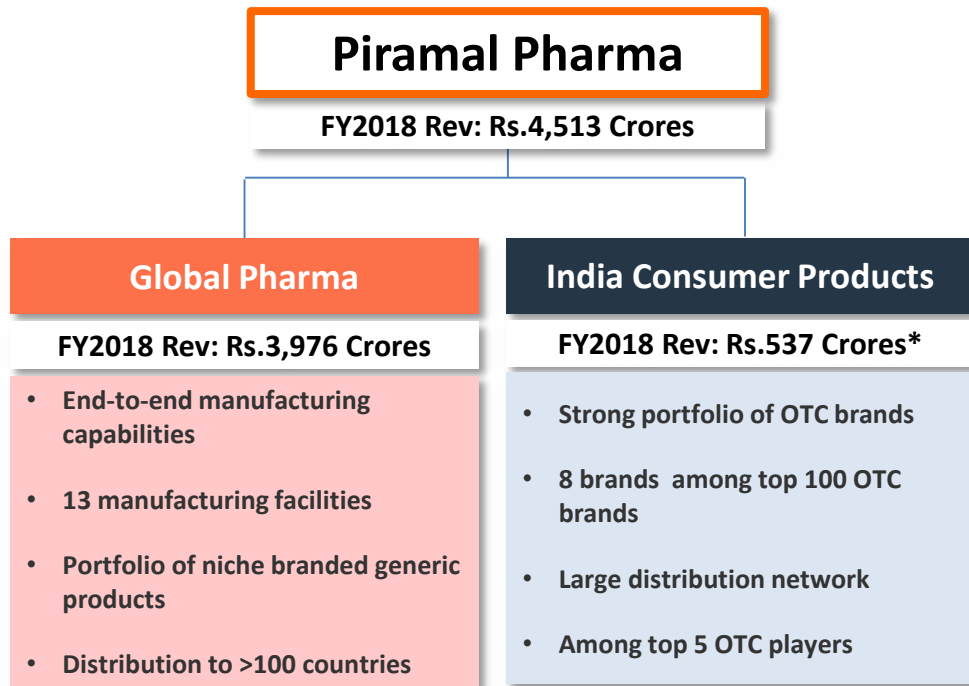 Piramal Pharma
FY2018 Rev: Rs.4,513 Crores
Global Pharma
FY2018 Rev: Rs.3,976 Crores
• End-to-end manufacturing
capabilities
• 13 manufacturing facilities
• Portfolio of niche branded generic
products
• Distribution to >100 countries
India Consumer Products
FY2018 Rev: Rs.537 Crores*
• Strong portfolio of OTC brands
• 8 brands among top 100 OTC
brands
• Large distribution network
• Among top 5 OTC players